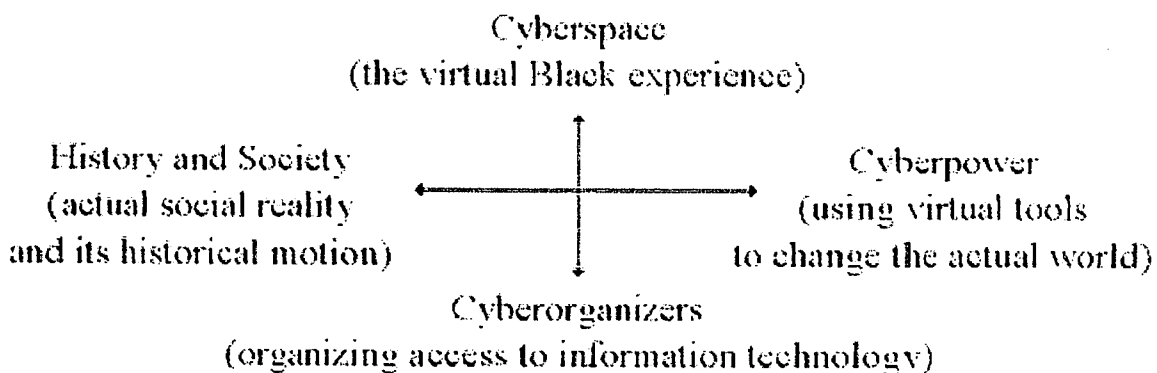 Cyberspace
(the virtual Black experience)
History and Society
(actual social reality
and its historical motion)
Cyberpower
(using virtual tools
to change the actual world)
Cyberorganizers
(organizing access to information technology)